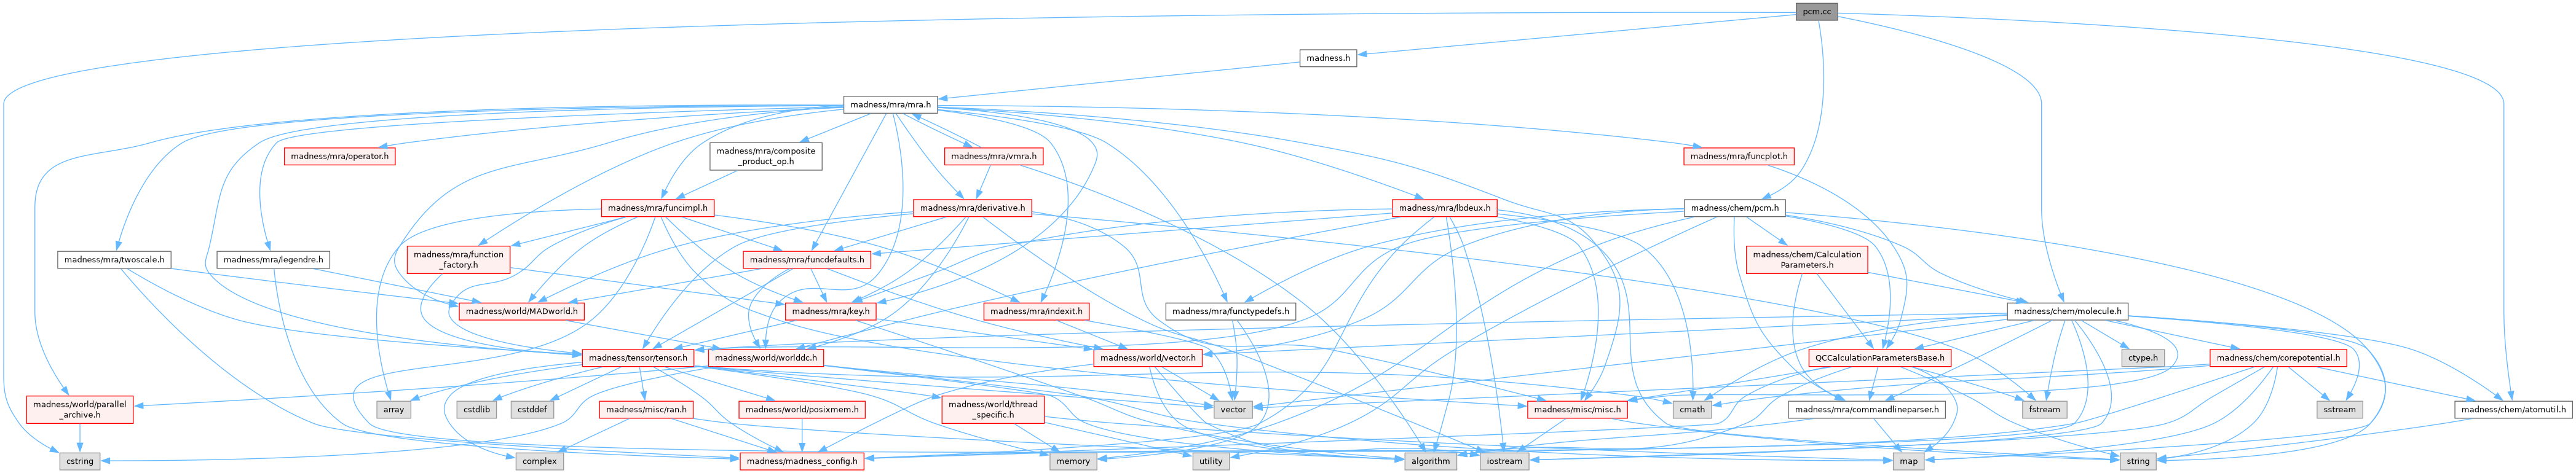 pcm.cc
madness.h
madness/mra/mra.h
madness/mra/operator.h
madness/mra/composite
_product_op.h
madness/mra/vmra.h
madness/mra/funcplot.h
madness/mra/funcimpl.h
madness/mra/derivative.h
madness/mra/lbdeux.h
madness/chem/pcm.h
madness/mra/twoscale.h
madness/mra/legendre.h
madness/mra/function
_factory.h
madness/mra/funcdefaults.h
madness/chem/Calculation
Parameters.h
madness/world/MADworld.h
madness/mra/key.h
madness/mra/indexit.h
madness/mra/functypedefs.h
madness/chem/molecule.h
madness/tensor/tensor.h
madness/world/worlddc.h
madness/world/vector.h
QCCalculationParametersBase.h
ctype.h
madness/chem/corepotential.h
madness/world/parallel
_archive.h
array
cstdlib
cstddef
madness/misc/ran.h
madness/world/posixmem.h
madness/world/thread
_specific.h
vector
madness/misc/misc.h
cmath
madness/mra/commandlineparser.h
fstream
sstream
madness/chem/atomutil.h
cstring
complex
madness/madness_config.h
memory
utility
algorithm
iostream
map
string